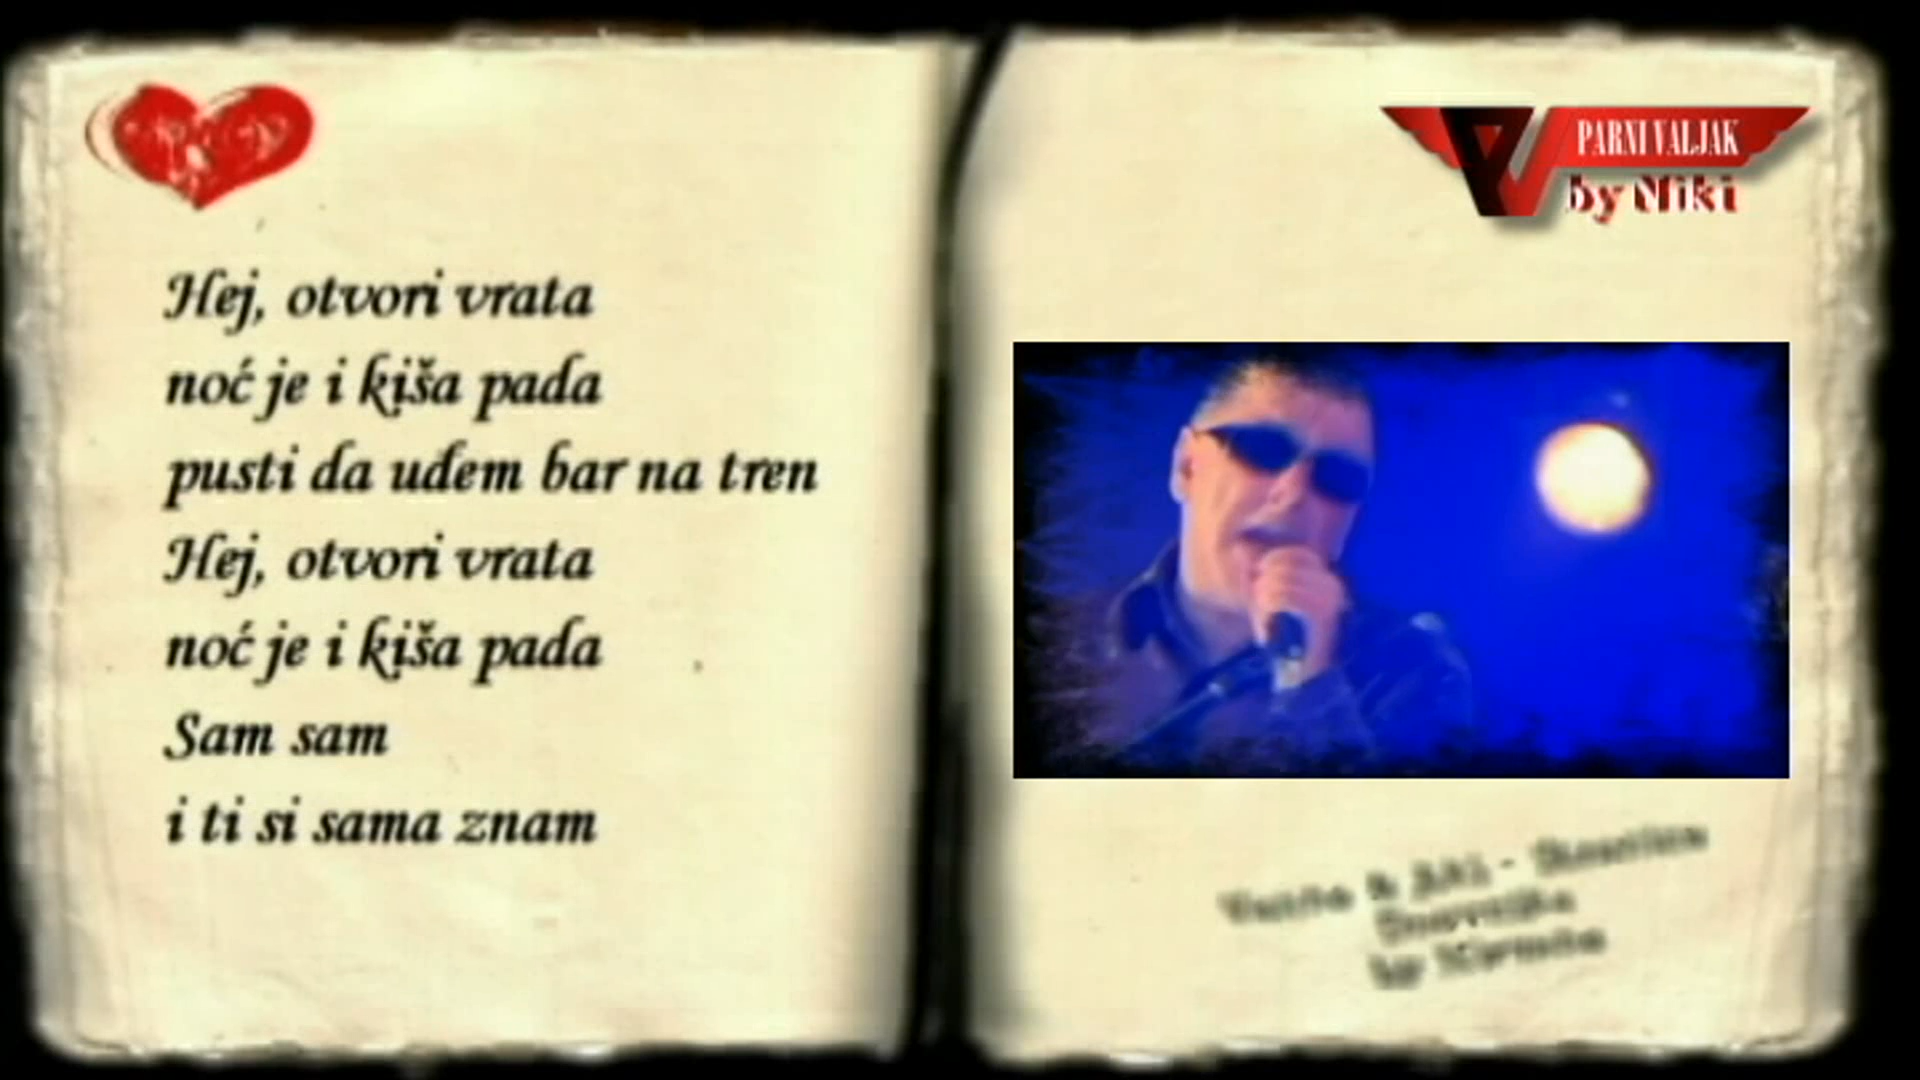 Hej, otvori vrata
noć je i kiša pada
pusti da uđem bar na tren
Hej, otvori vrata
noć je i kiša pada
Sam sam
i ti si sama znam
PARNI VALJAK
by Niki